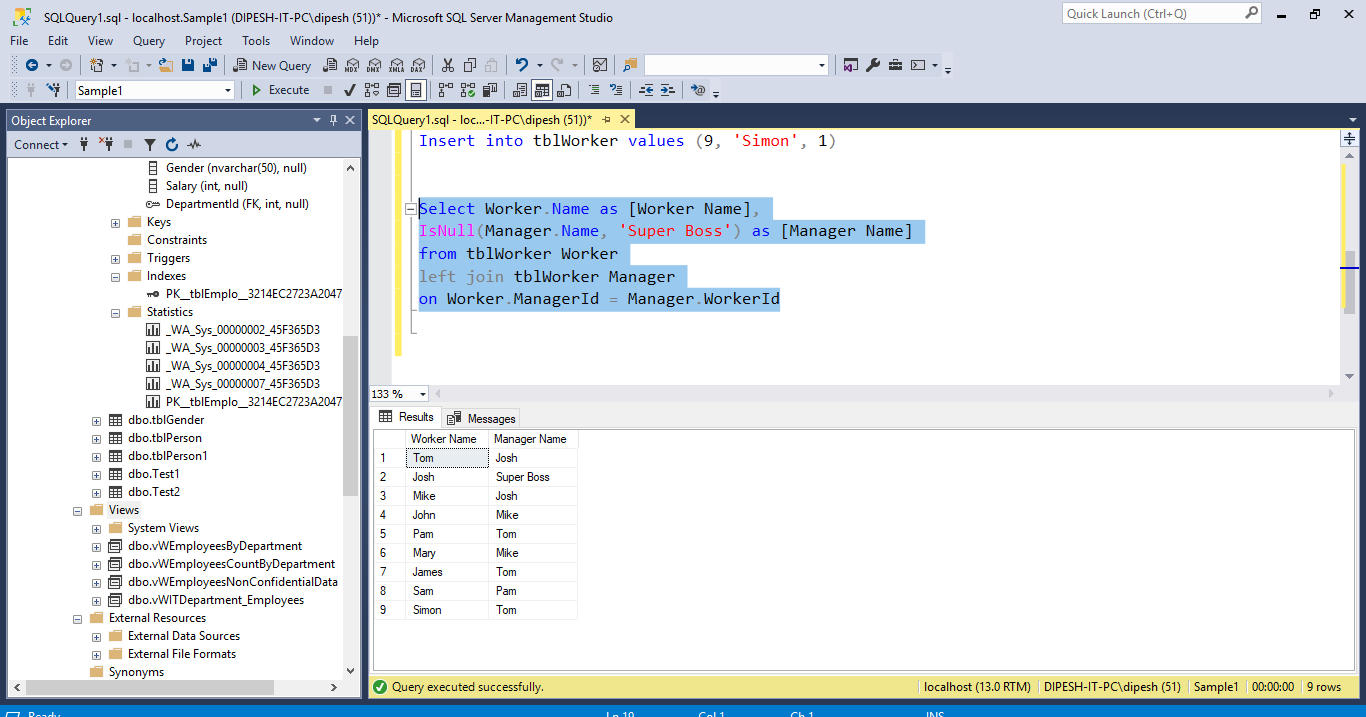 SQLQuery1.sql - localhost.Sample1 (DIPESH-IT-PC\dipesh (51))* - Microsoft SQL Server Management Studio
Quick Launch (Ctrl+Q)
File Edit View Query Project Tools Window Help
New Query
MDX DMX XMLA DAX
Sample1
Execute
Object Explorer
Connect
Gender (nvarchar(50), null)
Salary (int, null)
DepartmentId (FK, int, null)
Keys
Constraints
Triggers
Indexes
PK__tblEmplo__3214EC2723A2047
Statistics
_WA_Sys_00000002_45F365D3
_WA_Sys_00000003_45F365D3
_WA_Sys_00000004_45F365D3
_WA_Sys_00000007_45F365D3
PK__tblEmplo__3214EC2723A2047
dbo.tblGender
dbo.tblPerson
dbo.tblPerson1
dbo.Test1
dbo.Test2
Views
System Views
dbo.vWEmployeesByDepartment
dbo.vWEmployeesCountByDepartment
dbo.vWEmployeesNonConfidentialData
dbo.vWITDepartment_Employees
External Resources
External Data Sources
External File Formats
Synonyms
SQLQuery1.sql - loc...-IT-PC\dipesh (51))*
Insert into tblWorker values (9, 'Simon', 1)
Select Worker.Name as [Worker Name],
IsNull(Manager.Name, 'Super Boss') as [Manager Name]
from tblWorker Worker
left join tblWorker Manager
on Worker.ManagerId = Manager.WorkerId
133 %
Results Messages
Worker Name Manager Name
1 Tom Josh
2 Josh Super Boss
3 Mike Josh
4 John Mike
5 Pam Tom
6 Mary Mike
7 James Tom
8 Sam Pam
9 Simon Tom
Query executed successfully.
localhost (13.0 RTM) DIPESH-IT-PC\dipesh (51) Sample1 00:00:00 9 rows
Ready Ln 19 Col 1 Ch 1 INS